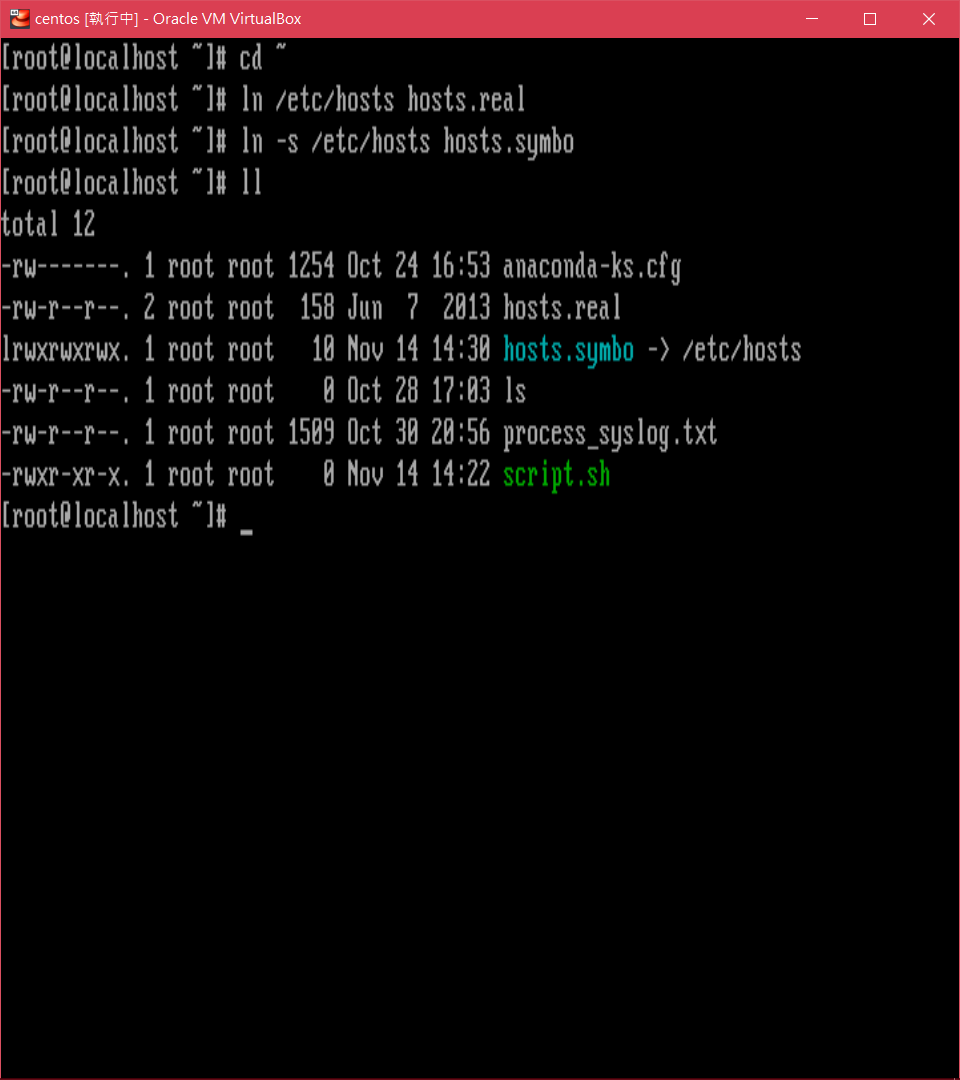 centos [執行中] - Oracle VM VirtualBox
[root@localhost ~]# cd ~
[root@localhost ~]# ln /etc/hosts hosts.real
[root@localhost ~]# ln -s /etc/hosts hosts.symbo
[root@localhost ~]# ll
total 12
-rw-------. 1 root root 1254 Oct 24 16:53 anaconda-ks.cfg
-rw-r--r--. 2 root root  158 Jun  7  2013 hosts.real
lrwxrwxrwx. 1 root root   10 Nov 14 14:30 hosts.symbo -> /etc/hosts
-rw-r--r--. 1 root root    0 Oct 28 17:03 ls
-rw-r--r--. 1 root root 1509 Oct 30 20:56 process_syslog.txt
-rwxr-xr-x. 1 root root    0 Nov 14 14:22 script.sh
[root@localhost ~]# _